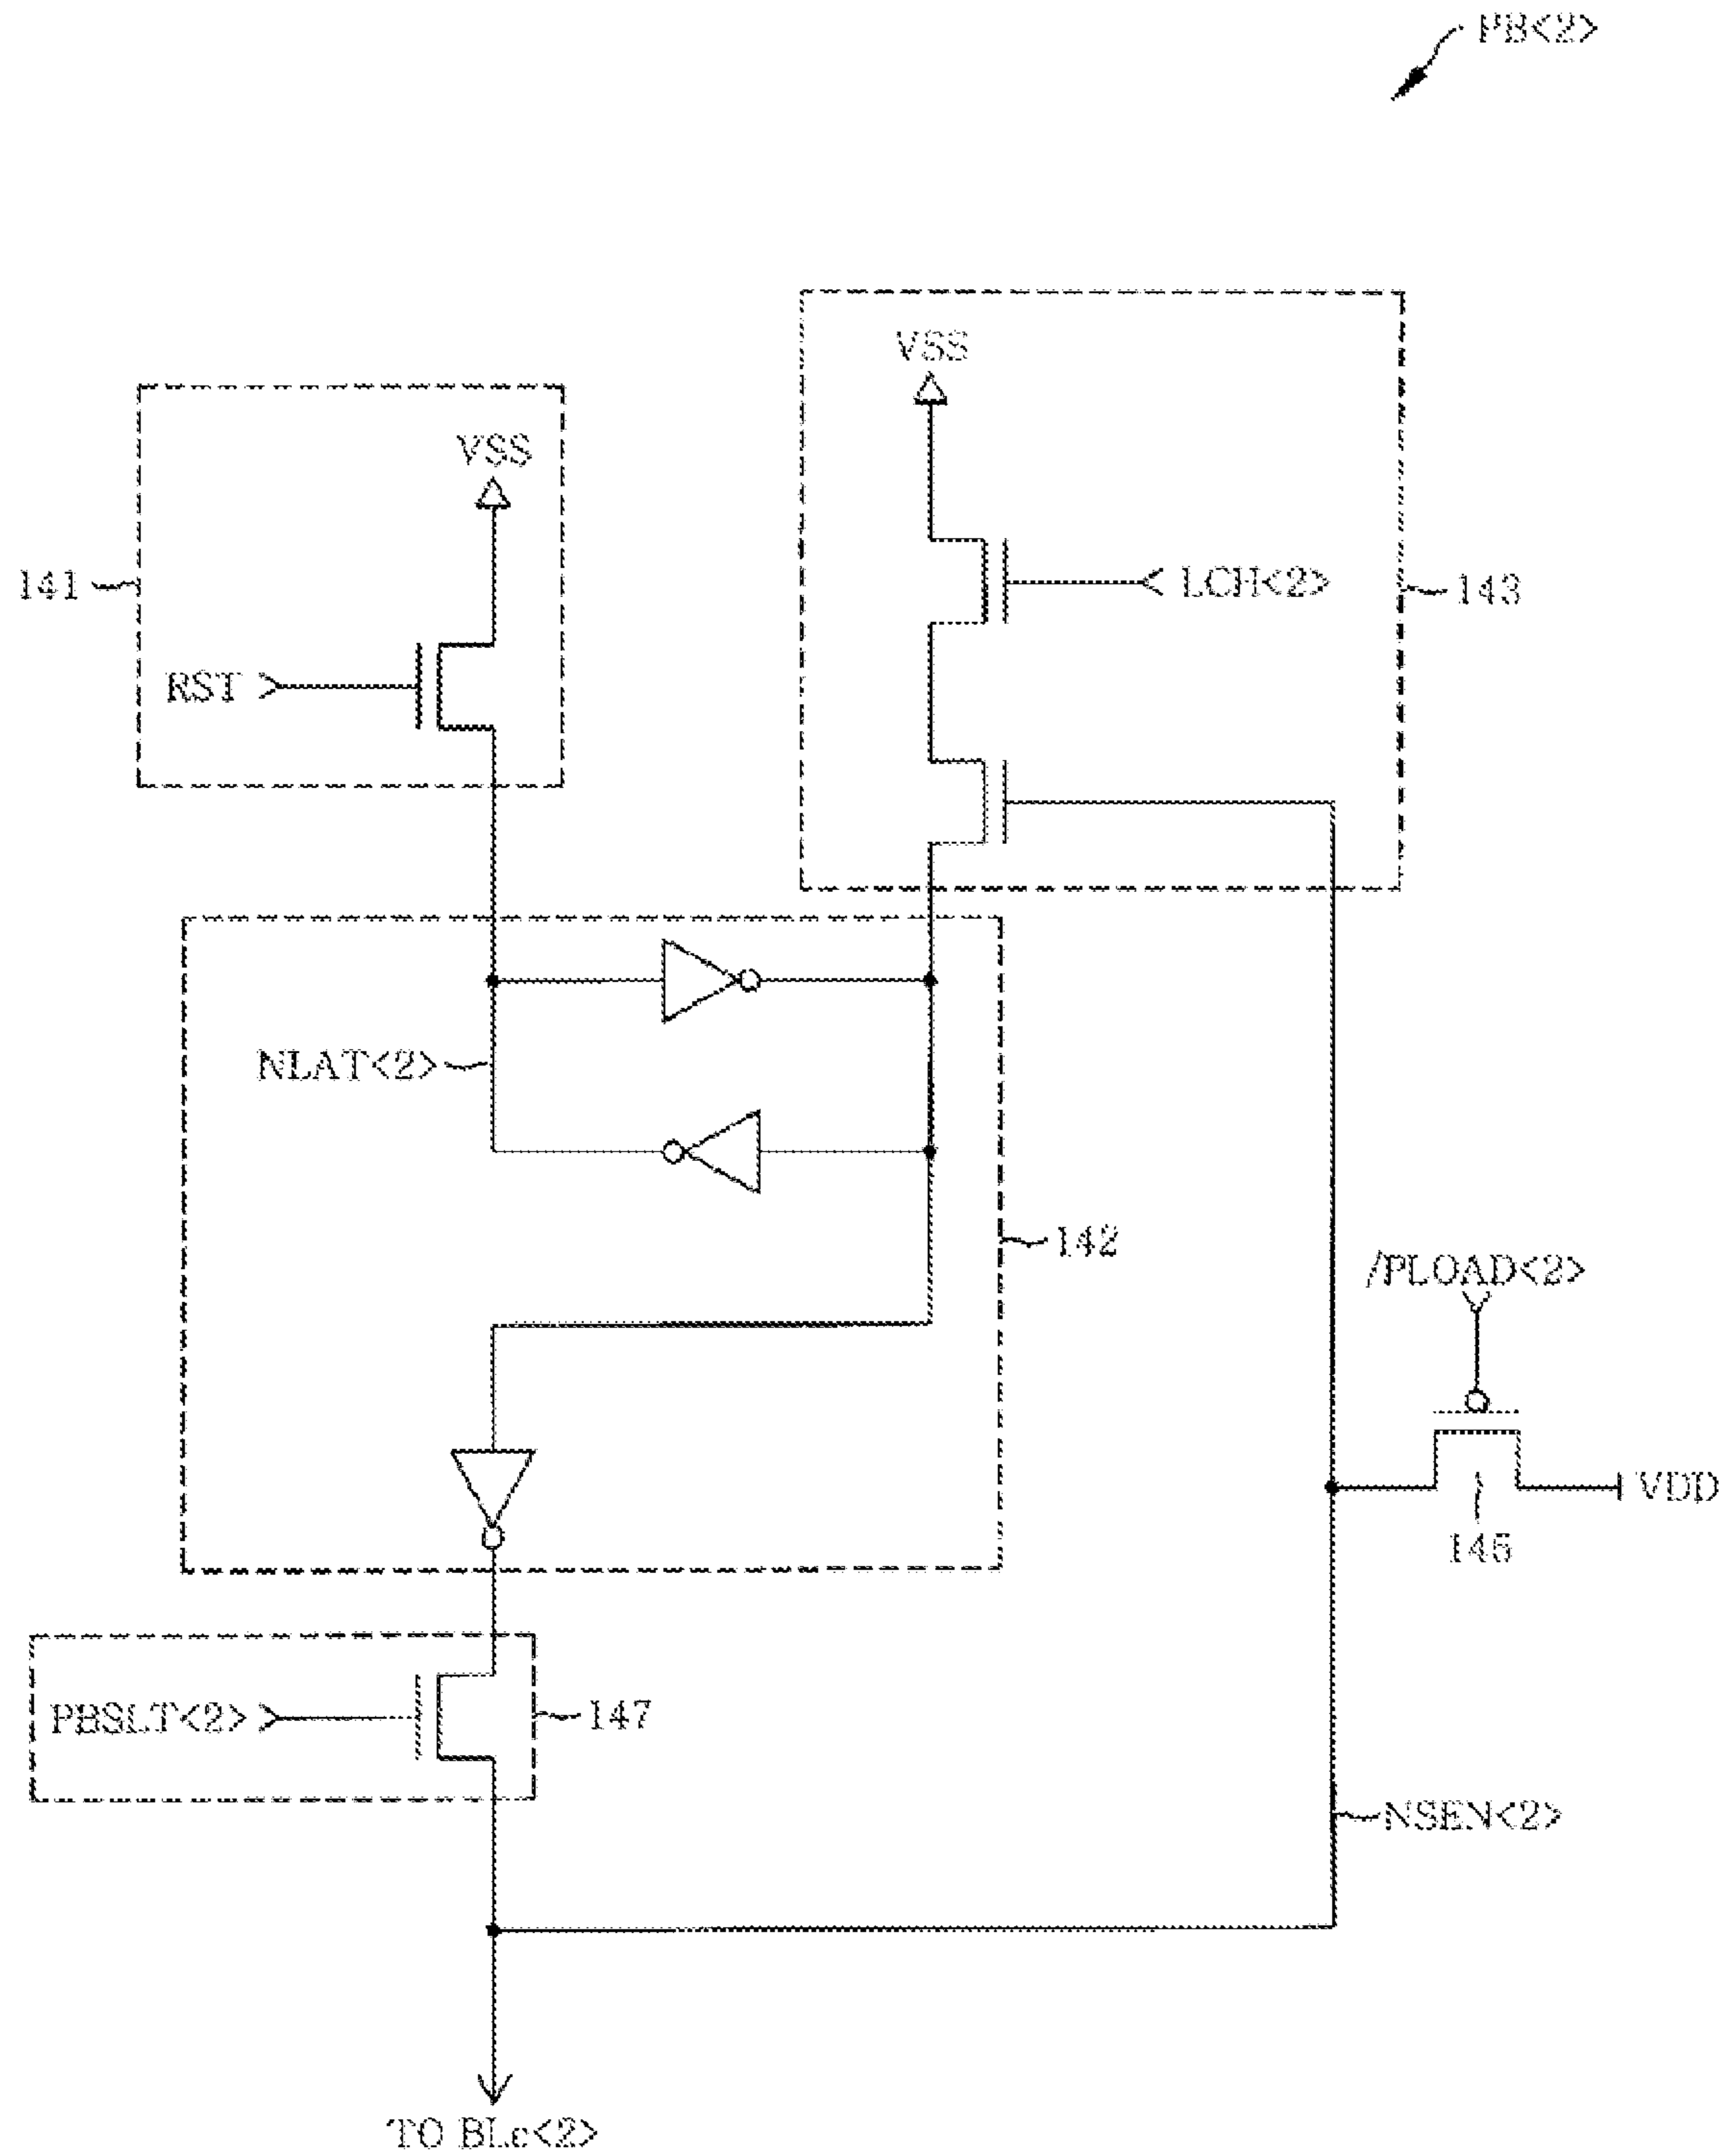 PB<2>
VSS
VSS
141
LCH<2>
143
RST
NLAT<2>
142
/PLOAD<2>
VDD
145
PBSLT<2>
147
NSEN<2>
TO BLc<2>